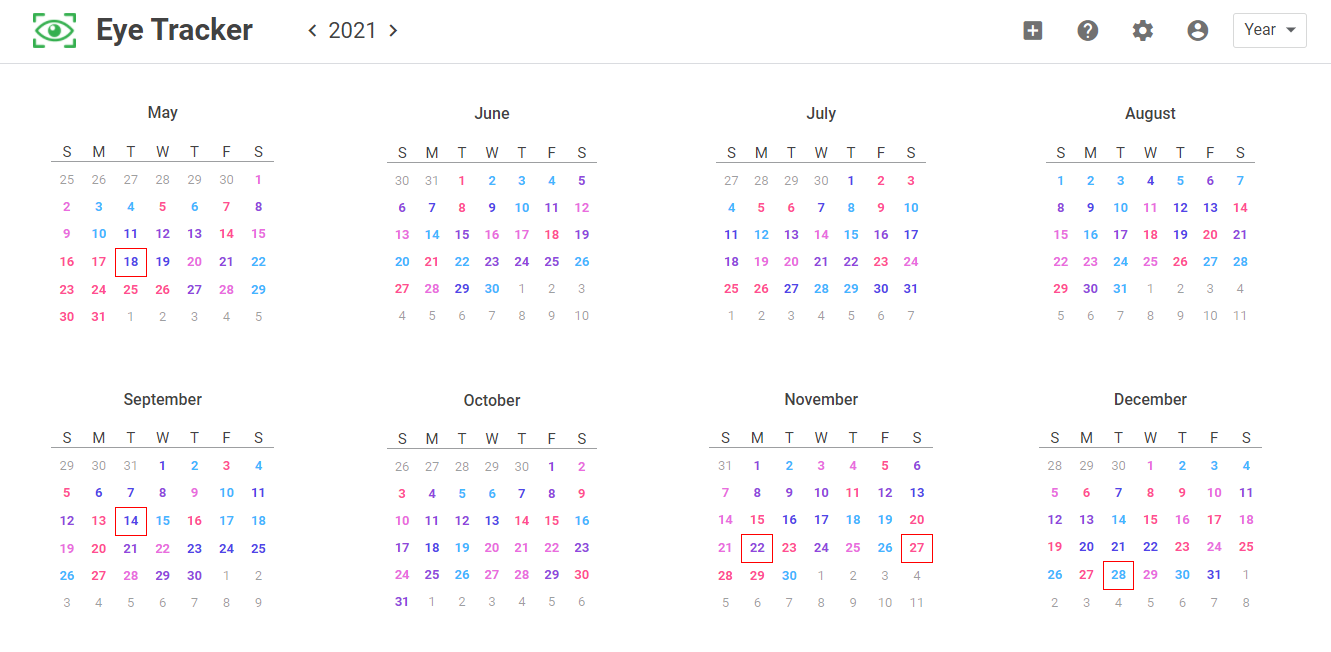 Eye Tracker 2021 Year
May
S M T W T F S
25 26 27 28 29 30 1
2 3 4 5 6 7 8
9 10 11 12 13 14 15
16 17 18 19 20 21 22
23 24 25 26 27 28 29
30 31 1 2 3 4 5
June
S M T W T F S
30 31 1 2 3 4 5
6 7 8 9 10 11 12
13 14 15 16 17 18 19
20 21 22 23 24 25 26
27 28 29 30 1 2 3
4 5 6 7 8 9 10
July
S M T W T F S
27 28 29 30 1 2 3
4 5 6 7 8 9 10
11 12 13 14 15 16 17
18 19 20 21 22 23 24
25 26 27 28 29 30 31
1 2 3 4 5 6 7
August
S M T W T F S
1 2 3 4 5 6 7
8 9 10 11 12 13 14
15 16 17 18 19 20 21
22 23 24 25 26 27 28
29 30 31 1 2 3 4
5 6 7 8 9 10 11
September
S M T W T F S
29 30 31 1 2 3 4
5 6 7 8 9 10 11
12 13 14 15 16 17 18
19 20 21 22 23 24 25
26 27 28 29 30 1 2
3 4 5 6 7 8 9
October
S M T W T F S
26 27 28 29 30 1 2
3 4 5 6 7 8 9
10 11 12 13 14 15 16
17 18 19 20 21 22 23
24 25 26 27 28 29 30
31 1 2 3 4 5 6
November
S M T W T F S
31 1 2 3 4 5 6
7 8 9 10 11 12 13
14 15 16 17 18 19 20
21 22 23 24 25 26 27
28 29 30 1 2 3 4
5 6 7 8 9 10 11
December
S M T W T F S
28 29 30 1 2 3 4
5 6 7 8 9 10 11
12 13 14 15 16 17 18
19 20 21 22 23 24 25
26 27 28 29 30 31 1
2 3 4 5 6 7 8